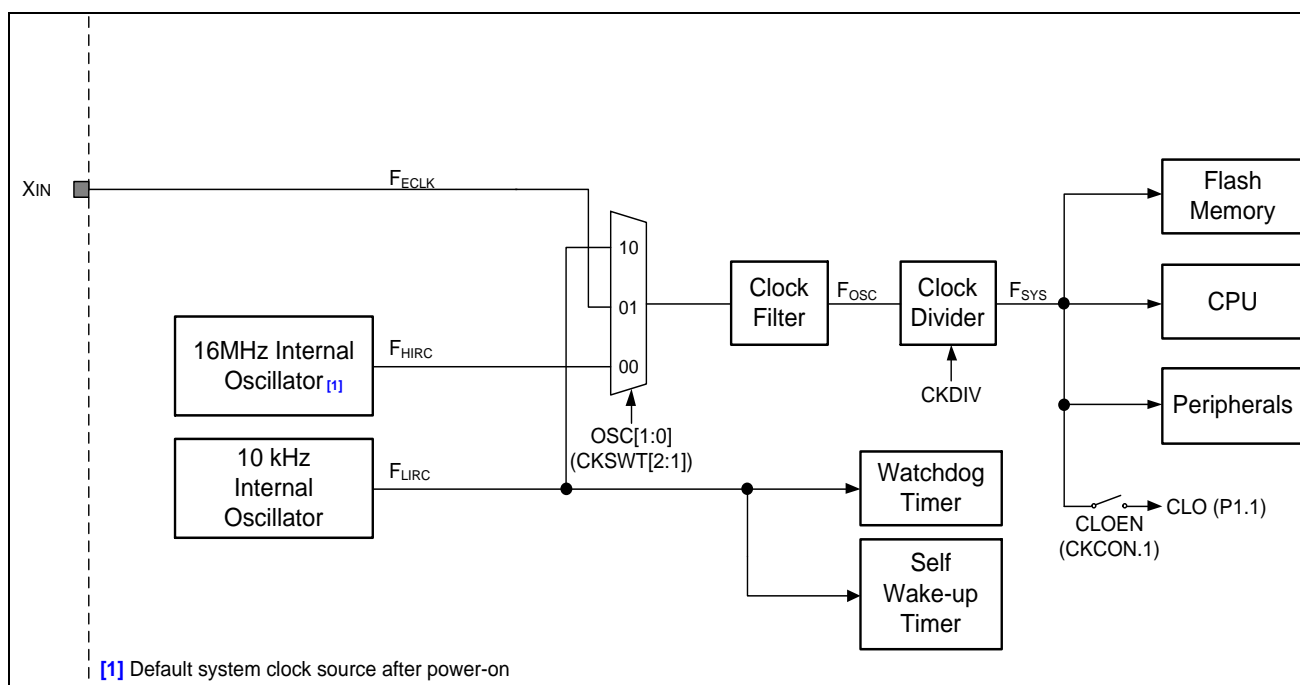 XIN
FECLK
10
01
00
16MHz Internal
Oscillator [1]
FHIRC
OSC[1:0]
(CKSWT[2:1])
10 kHz
Internal
Oscillator
FLIRC
Clock
Filter
FOSC
Clock
Divider
CKDIV
FSYS
Flash
Memory
CPU
Peripherals
CLOEN
(CKCON.1)
CLO (P1.1)
Watchdog
Timer
Self
Wake-up
Timer
[1] Default system clock source after power-on